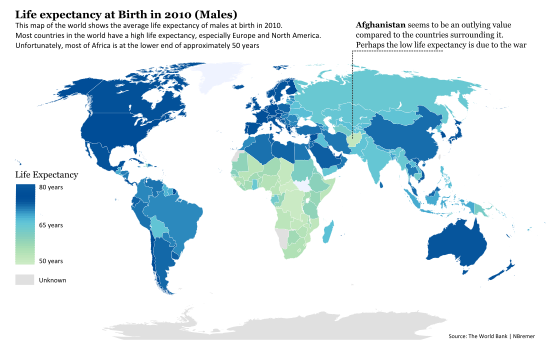 Life expectancy at Birth in 2010 (Males)
This map of the world shows the average life expectancy of males at birth in 2010.
Most countries in the world have a high life expectancy, especially Europe and North America.
Unfortunately, most of Africa is at the lower end of approximately 50 years
Afghanistan seems to be an outlying value
compared to the countries surrounding it.
Perhaps the low life expectancy is due to the war
Life Expectancy
80 years
65 years
50 years
Unknown
Source: The World Bank | NBremer